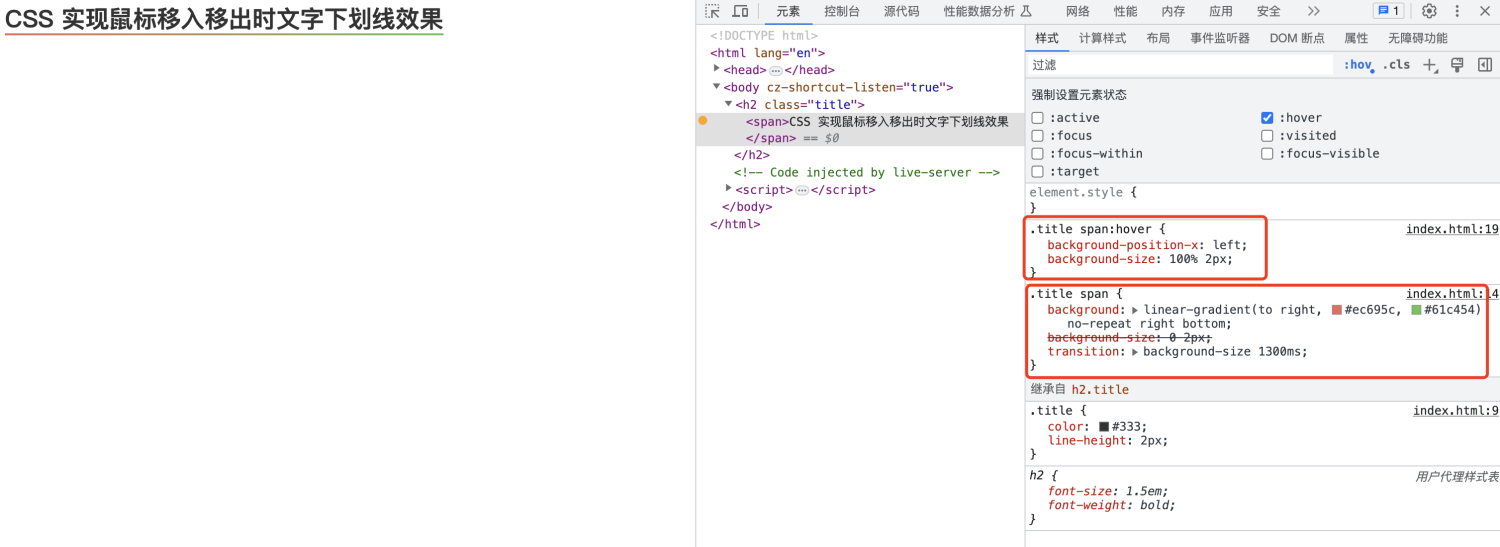 CSS 实现鼠标移入移出时文字下划线效果
元素 控制台 源代码 性能数据分析 网络 性能 内存 应用 安全 >> 1
<!DOCTYPE html>
<html lang="en">
<head>…</head>
<body cz-shortcut-listen="true">
<h2 class="title">
<span>CSS 实现鼠标移入移出时文字下划线效果
</span> == $0
</h2>
<!-- Code injected by live-server -->
<script>…</script>
</body>
</html>
样式 计算样式 布局 事件监听器 DOM 断点 属性 无障碍功能
过滤 :hov .cls
强制设置元素状态
:active :hover
:focus :visited
:focus-within :focus-visible
:target
element.style {
}
.title span:hover { index.html:19
background-position-x: left;
background-size: 100% 2px;
}
.title span { index.html:14
background: linear-gradient(to right, #ec695c, #61c454)
no-repeat right bottom;
background-size: 0 2px;
transition: background-size 1300ms;
}
继承自 h2.title
.title { index.html:9
color: #333;
line-height: 2px;
}
h2 { 用户代理样式表
font-size: 1.5em;
font-weight: bold;
}